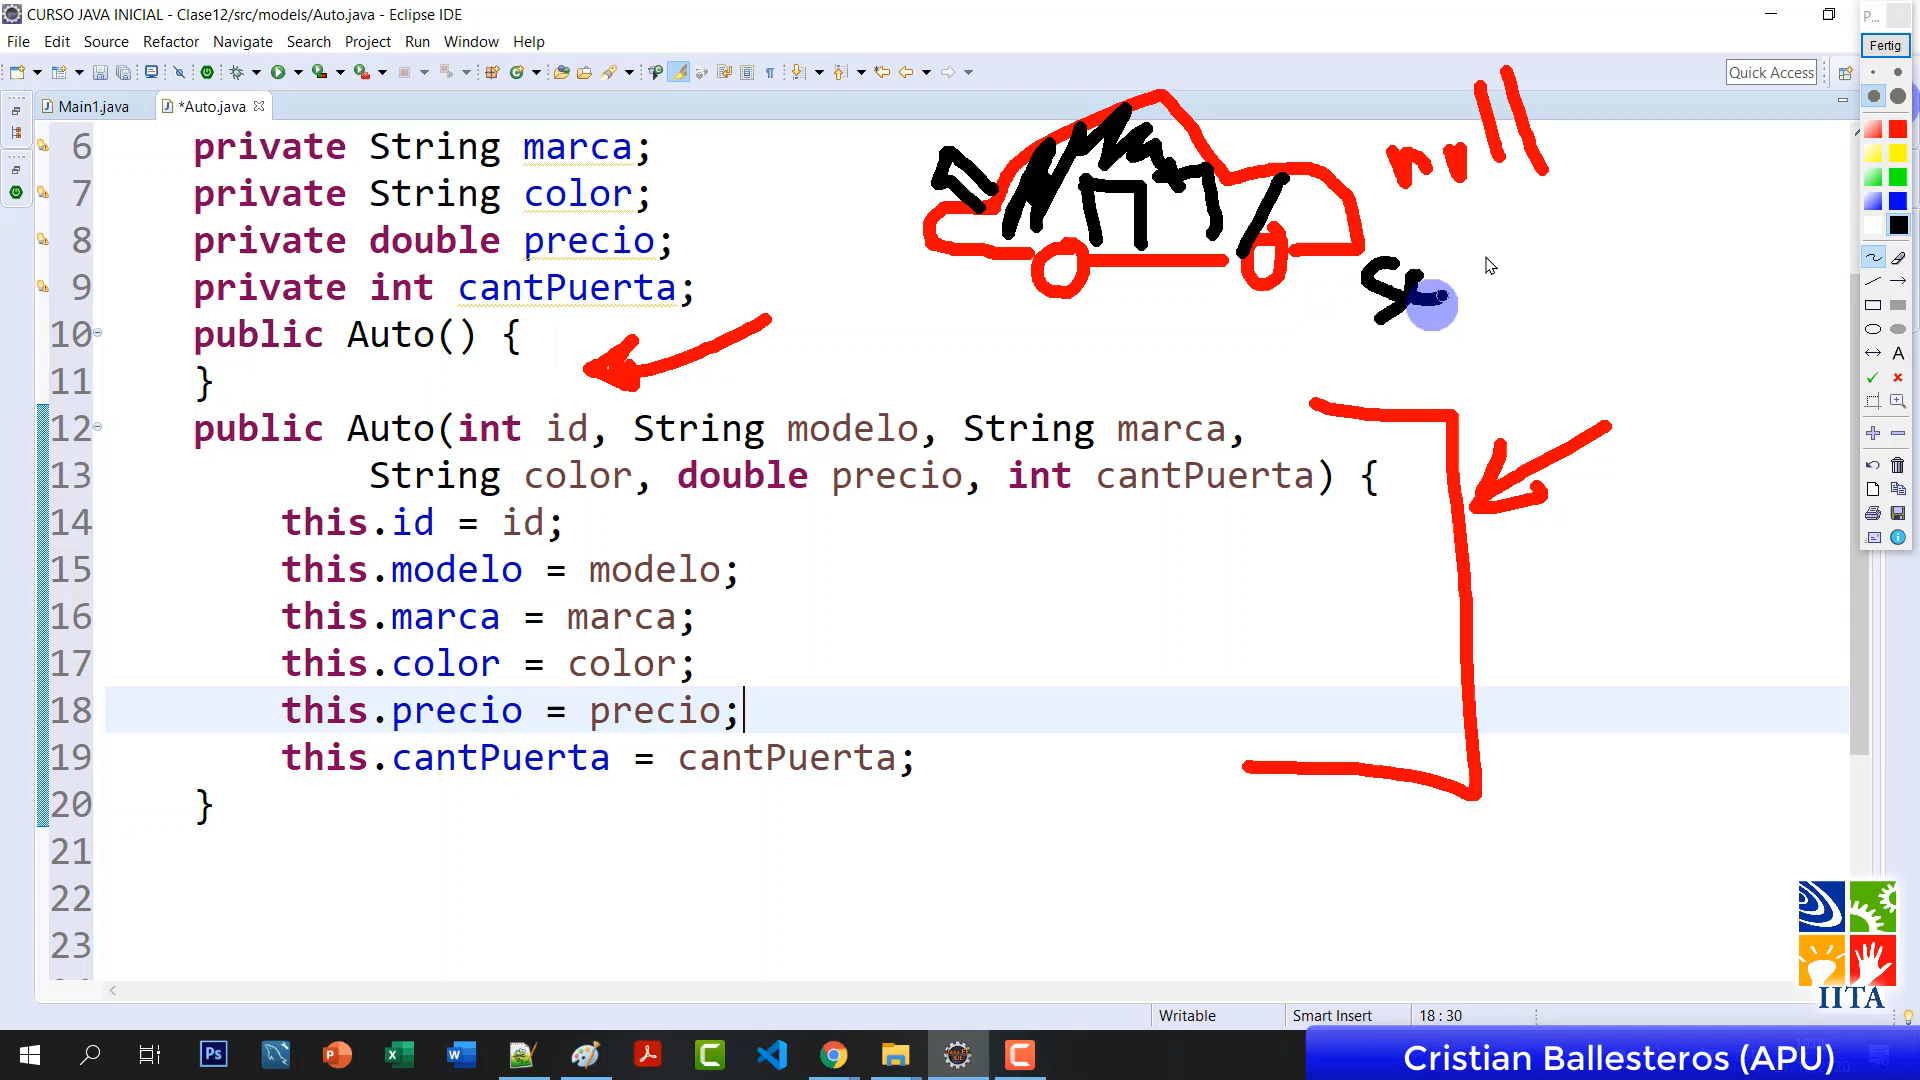 CURSO JAVA INICIAL - Clase12/src/models/Auto.java - Eclipse IDE
P...
File Edit Source Refactor Navigate Search Project Run Window Help
Fertig
Quick Access
Main1.java *Auto.java
null
6 private String marca;
7 private String color;
8 private double precio;
9 private int cantPuerta;
10 public Auto() {
11 }
12 public Auto(int id, String modelo, String marca,
13 String color, double precio, int cantPuerta) {
14 this.id = id;
15 this.modelo = modelo;
16 this.marca = marca;
17 this.color = color;
18 this.precio = precio;
19 this.cantPuerta = cantPuerta;
20 }
21
22
23
IITA
Writable Smart Insert 18 : 30
Cristian Ballesteros (APU)